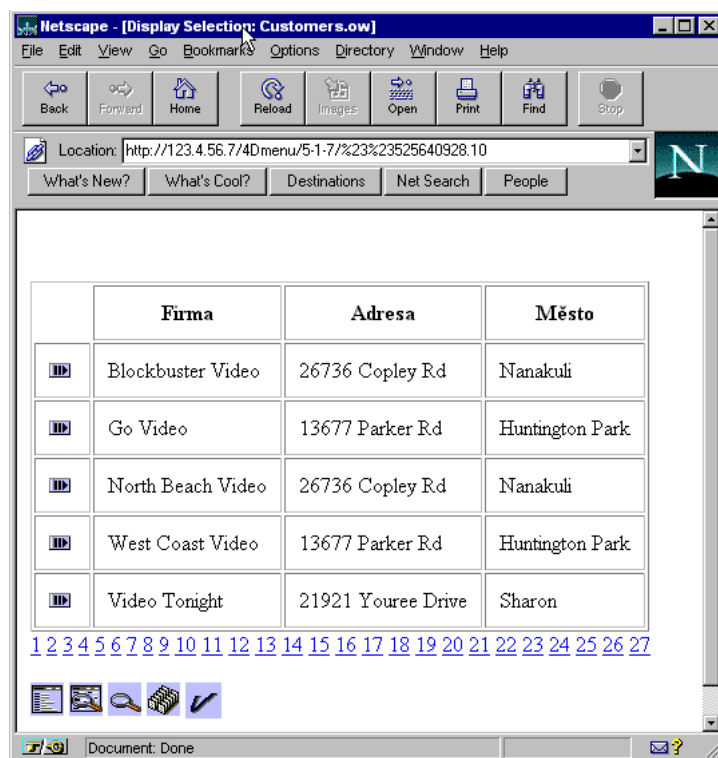 Netscape - [Display Selection: Customers.ow]
File Edit View Go Bookmarks Options Directory Window Help
Back Forward Home Reload Images Open Print Find Stop
Location: http://123.4.56.7/4Dmenu/5-1-7/%23%23525640928.10
What's New? What's Cool? Destinations Net Search People
N
Firma Adresa Město
Blockbuster Video 26736 Copley Rd Nanakuli
Go Video 13677 Parker Rd Huntington Park
North Beach Video 26736 Copley Rd Nanakuli
West Coast Video 13677 Parker Rd Huntington Park
Video Tonight 21921 Youree Drive Sharon
1 2 3 4 5 6 7 8 9 10 11 12 13 14 15 16 17 18 19 20 21 22 23 24 25 26 27
Document: Done